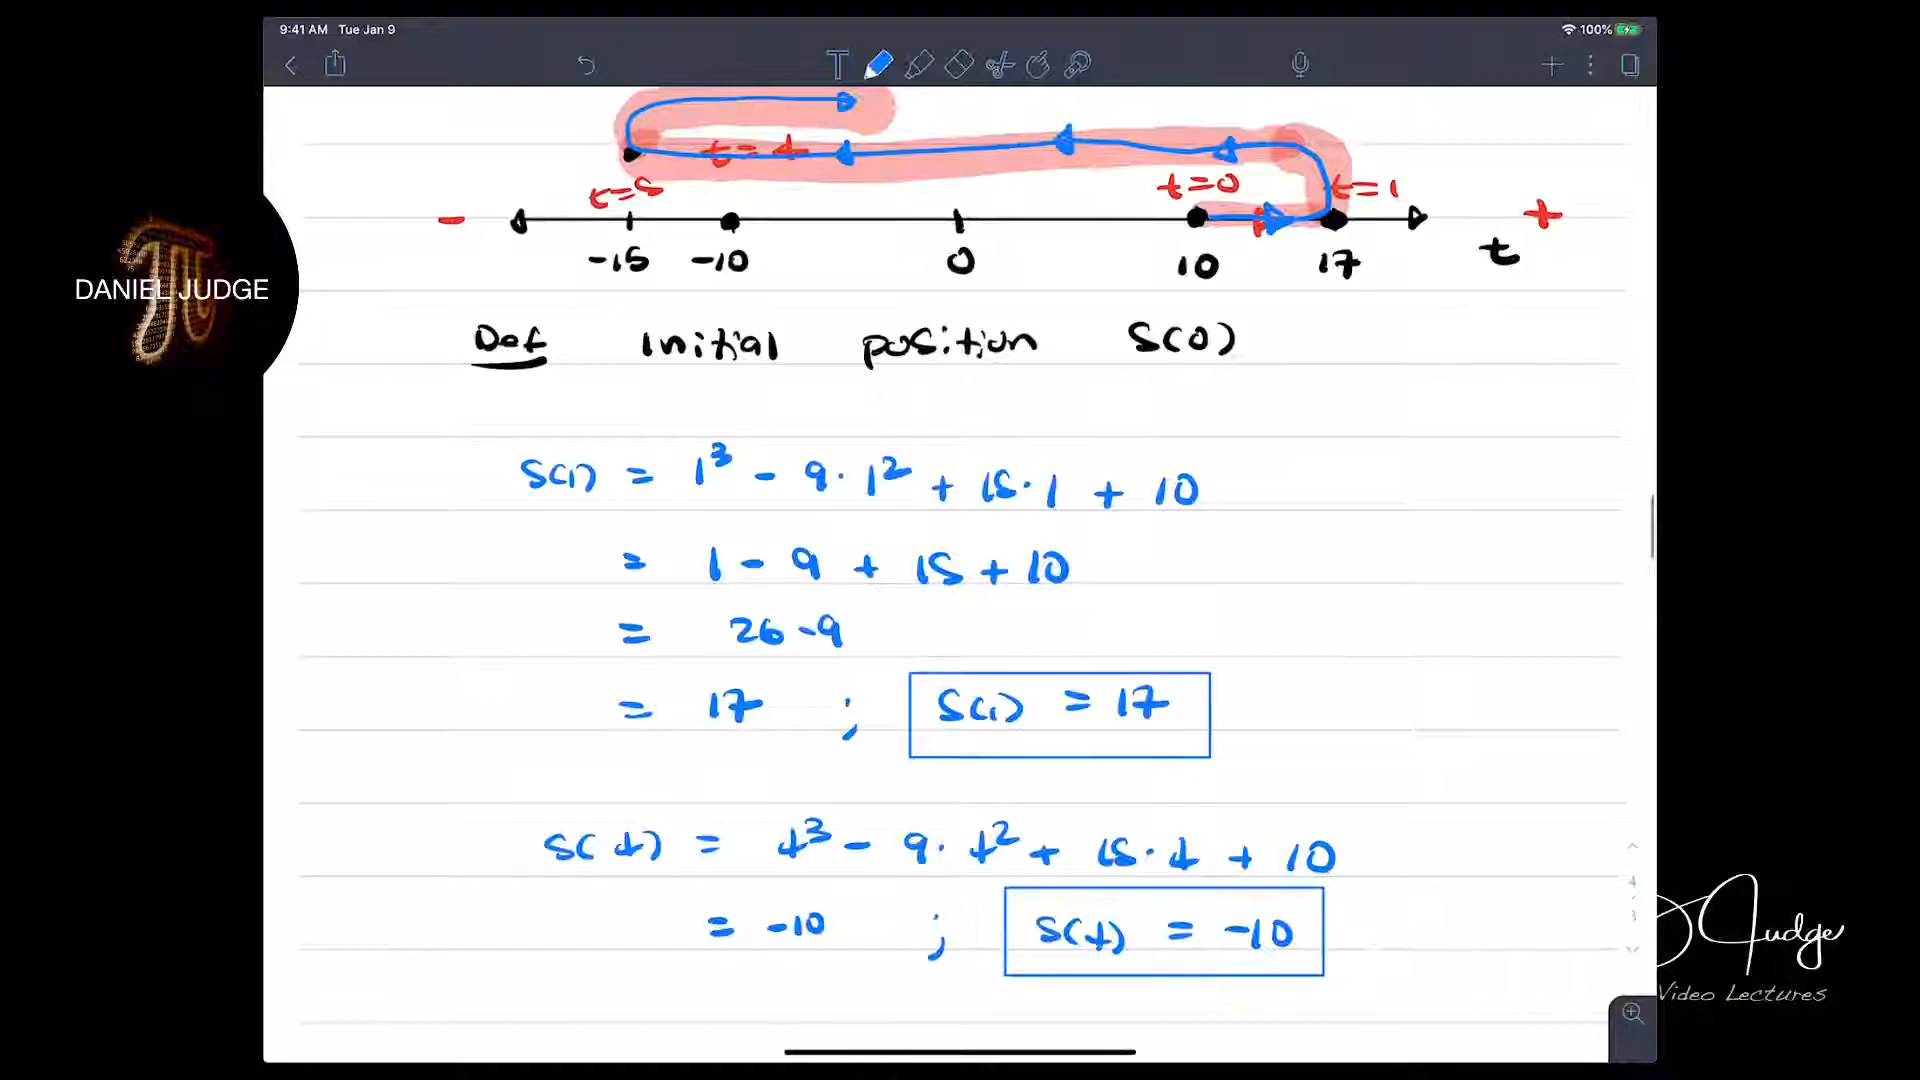 9:41 AM Tue Jan 9
100%
t=4
t=5 t=0 t=1
- +
-15 -10 0 10 17 t
DANIEL JUDGE
Def Initial position S(0)
S(1) = 1³ - 9·1² + 15·1 + 10
= 1 - 9 + 15 + 10
= 26 - 9
= 17 ; S(1) = 17
S(4) = 4³ - 9·4² + 15·4 + 10
= -10 ; S(4) = -10
Judge
Video Lectures